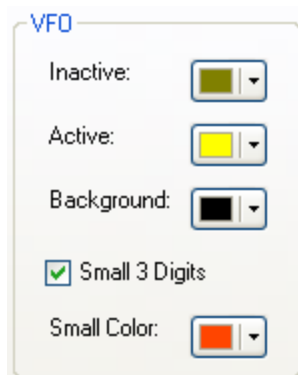 VFO
Inactive:
Active:
Background:
Small 3 Digits
Small Color: